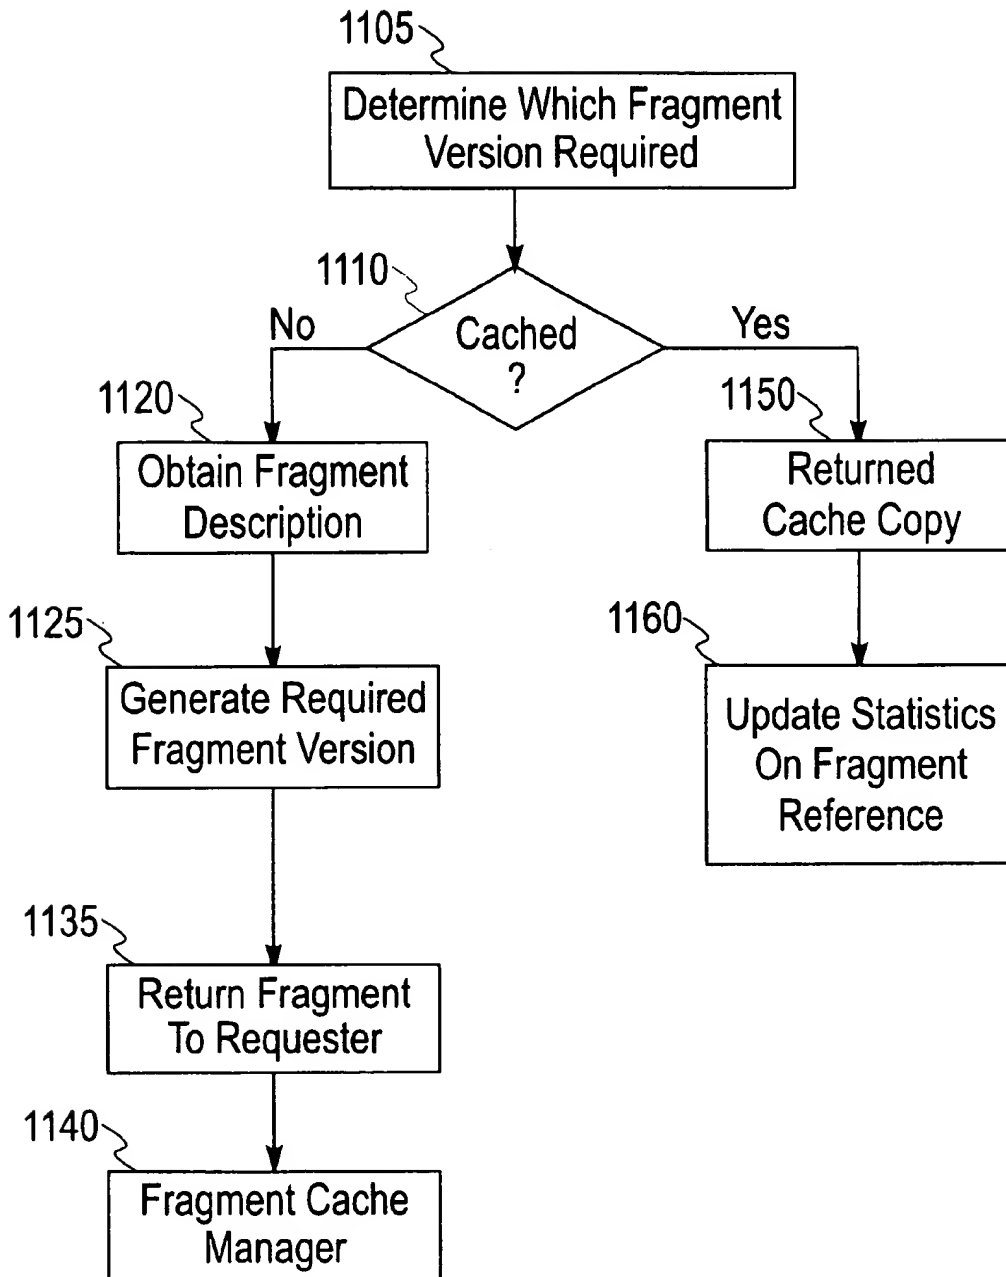 1105
Determine Which Fragment
Version Required
1110
No
Cached
?
Yes
1120
Obtain Fragment
Description
1150
Returned
Cache Copy
1125
Generate Required
Fragment Version
1160
Update Statistics
On Fragment
Reference
1135
Return Fragment
To Requester
1140
Fragment Cache
Manager